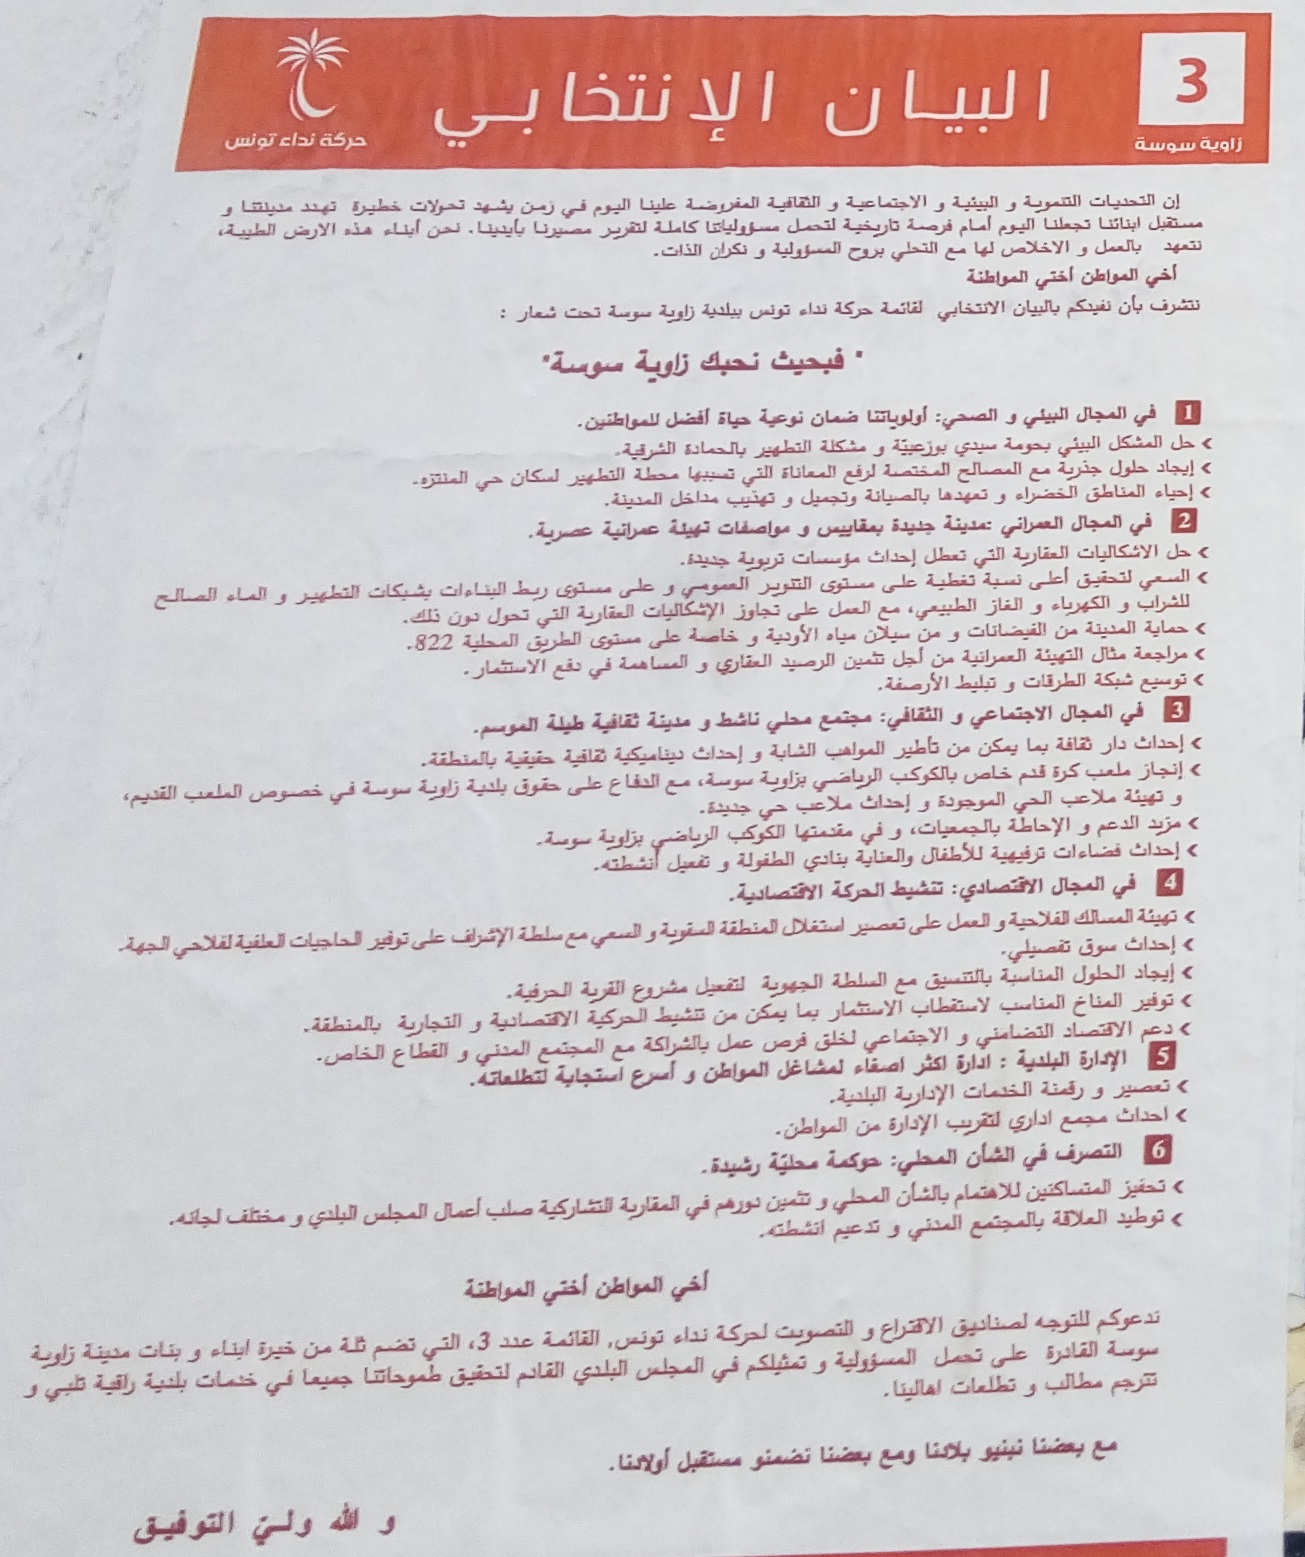 3
زاوية سوسة
البيان الإنتخابي
حركة نداء تونس
إن التحديات التنموية و البيئية و الاجتماعية و الثقافية المفروضة علينا اليوم في زمن يشهد تحولات خطيرة تهدد مدينتنا و
مستقبل ابنائنا تجعلنا اليوم أمام فرصة تاريخية لتحمل مسؤولياتنا كاملة لتقرير مصيرنا بأيدينا. نحن أبناء هذه الارض الطيبة،
نتعهد بالعمل و الاخلاص لها مع التحلي بروح المسؤولية و نكران الذات.
أخي المواطن أختي المواطنة
نتشرف بأن نفيدكم بالبيان الانتخابي لقائمة حركة نداء تونس ببلدية زاوية سوسة تحت شعار :
" فبحيث نحبك زاوية سوسة"
1 في المجال البيئي و الصحي: أولوياتنا ضمان نوعية حياة أفضل للمواطنين.
› حل المشكل البيئي بحومة سيدي بوزعبيّة و مشكلة التطهير بالحمادة الشرقية.
› إيجاد حلول جذرية مع المصالح المختصة لرفع المعاناة التي تسببها محطة التطهير لسكان حي المنتزه.
› إحياء المناطق الخضراء و تعهدها بالصيانة وتجميل و تهذيب مداخل المدينة.
2 في المجال العمراني :مدينة جديدة بمقاييس و مواصفات تهيئة عمرانية عصرية.
› حل الاشكاليات العقارية التي تعطل إحداث مؤسسات تربوية جديدة.
› السعي لتحقيق أعلى نسبة تغطية على مستوى التنوير العمومي و على مستوى ربط البناءات بشبكات التطهير و الماء الصالح
للشراب و الكهرباء و الغاز الطبيعي، مع العمل على تجاوز الإشكاليات العقارية التي تحول دون ذلك.
› حماية المدينة من الفيضانات و من سيلان مياه الأودية و خاصة على مستوى الطريق المحلية 822.
› مراجعة مثال التهيئة العمرانية من أجل تثمين الرصيد العقاري و المساهمة في دفع الاستثمار.
› توسيع شبكة الطرقات و تبليط الأرصفة.
3 في المجال الاجتماعي و الثقافي: مجتمع محلي ناشط و مدينة ثقافية طيلة الموسم.
› إحداث دار ثقافة بما يمكن من تأطير المواهب الشابة و إحداث ديناميكية ثقافية حقيقية بالمنطقة.
› إنجاز ملعب كرة قدم خاص بالكوكب الرياضي بزاوية سوسة، مع الدفاع على حقوق بلدية زاوية سوسة في خصوص الملعب القديم،
و تهيئة ملاعب الحي الموجودة و إحداث ملاعب حي جديدة.
› مزيد الدعم و الإحاطة بالجمعيات، و في مقدمتها الكوكب الرياضي بزاوية سوسة.
› إحداث فضاءات ترفيهية للأطفال والعناية بنادي الطفولة و تفعيل أنشطته.
4 في المجال الاقتصادي: تنشيط الحركة الاقتصادية.
› تهيئة المسالك الفلاحية و العمل على تعصير استغلال المنطقة السقوية و السعي مع سلطة الإشراف على توفير الحاجيات العلفية لفلاحي الجهة.
› إحداث سوق تفصيلي.
› إيجاد الحلول المناسبة بالتنسيق مع السلطة الجهوية لتفعيل مشروع القرية الحرفية.
› توفير المناخ المناسب لاستقطاب الاستثمار بما يمكن من تنشيط الحركية الاقتصادية و التجارية بالمنطقة.
› دعم الاقتصاد التضامني و الاجتماعي لخلق فرص عمل بالشراكة مع المجتمع المدني و القطاع الخاص.
5 الإدارة البلدية : ادارة اكثر اصغاء لمشاغل المواطن و أسرع استجابة لتطلعاته.
› تعصير و رقمنة الخدمات الإدارية البلدية.
› احداث مجمع اداري لتقريب الإدارة من المواطن.
6 التصرف في الشأن المحلي: حوكمة محليّة رشيدة.
› تحفيز المتساكنين للاهتمام بالشأن المحلي و تثمين دورهم في المقاربة التشاركية صلب أعمال المجلس البلدي و مختلف لجانه.
› توطيد العلاقة بالمجتمع المدني و تدعيم انشطته.
أخي المواطن أختي المواطنة
ندعوكم للتوجه لصناديق الاقتراع و التصويت لحركة نداء تونس, القائمة عدد 3، التي تضم ثلة من خيرة ابناء و بنات مدينة زاوية
سوسة القادرة على تحمل المسؤولية و تمثيلكم في المجلس البلدي القادم لتحقيق طموحاتنا جميعا في خدمات بلدية راقية تلبي و
تترجم مطالب و تطلعات اهالينا.
مع بعضنا نبنيو بلادنا ومع بعضنا نضمنو مستقبل أولادنا.
و الله وليّ التوفيق